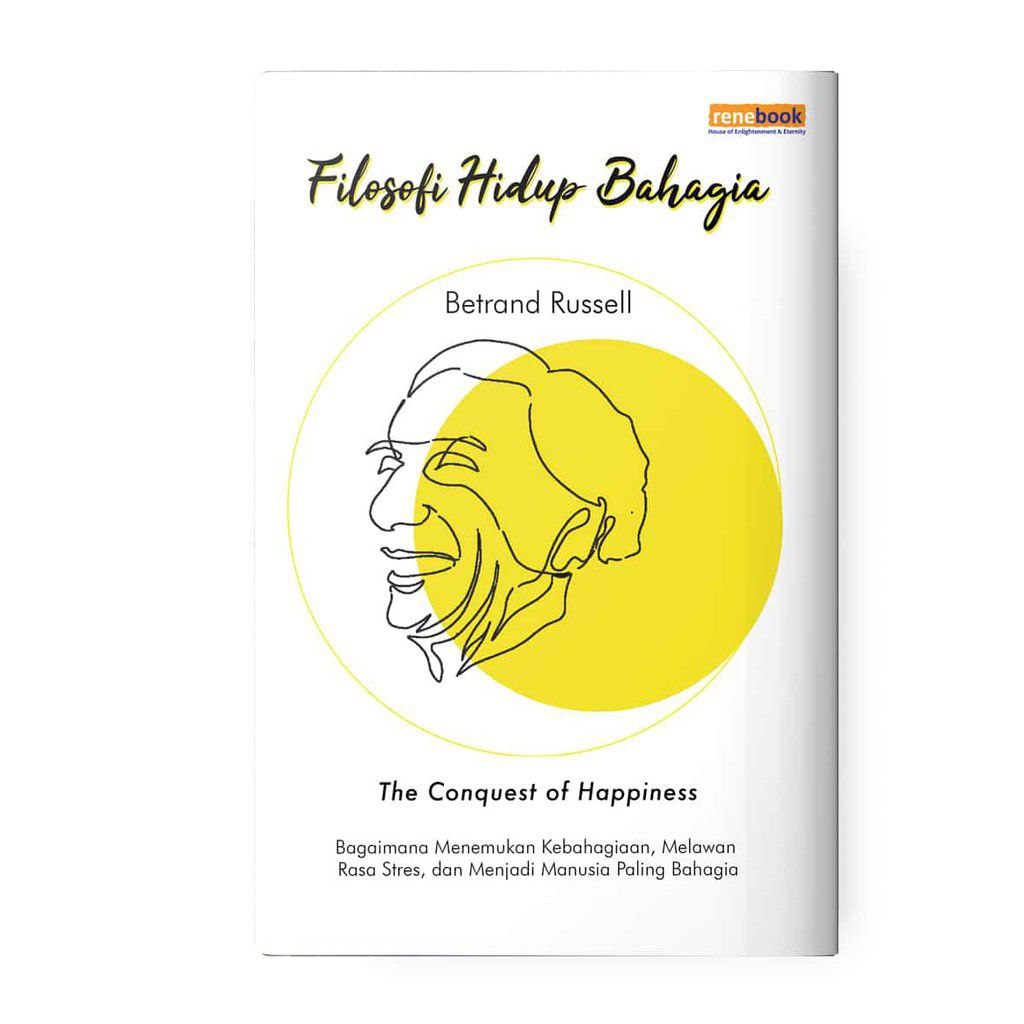 renebook
House of Enlightenment & Eternity
Filosofi Hidup Bahagia
Betrand Russell
The Conquest of Happiness
Bagaimana Menemukan Kebahagiaan, Melawan
Rasa Stres, dan Menjadi Manusia Paling Bahagia